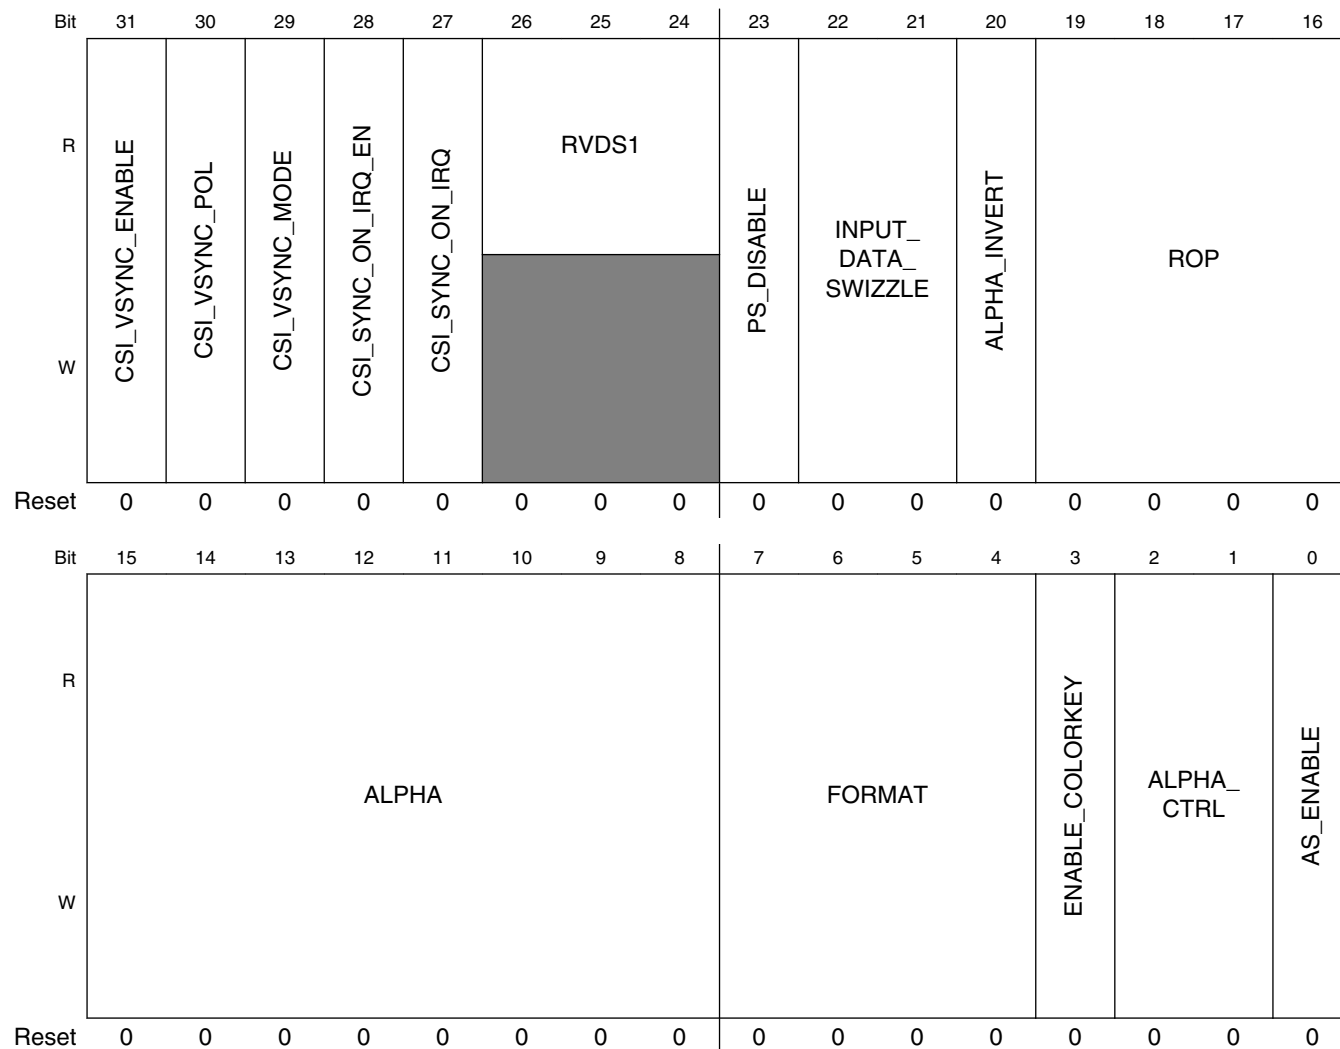 Bit 31 30 29 28 27 26 25 24 23 22 21 20 19 18 17 16
R
W
CSI_VSYNC_ENABLE
CSI_VSYNC_POL
CSI_VSYNC_MODE
CSI_SYNC_ON_IRQ_EN
CSI_SYNC_ON_IRQ
RVDS1
PS_DISABLE
INPUT_
DATA_
SWIZZLE
ALPHA_INVERT
ROP
Reset 0 0 0 0 0 0 0 0 0 0 0 0 0 0 0 0
Bit 15 14 13 12 11 10 9 8 7 6 5 4 3 2 1 0
R
W
ALPHA
FORMAT
ENABLE_COLORKEY
ALPHA_
CTRL
AS_ENABLE
Reset 0 0 0 0 0 0 0 0 0 0 0 0 0 0 0 0